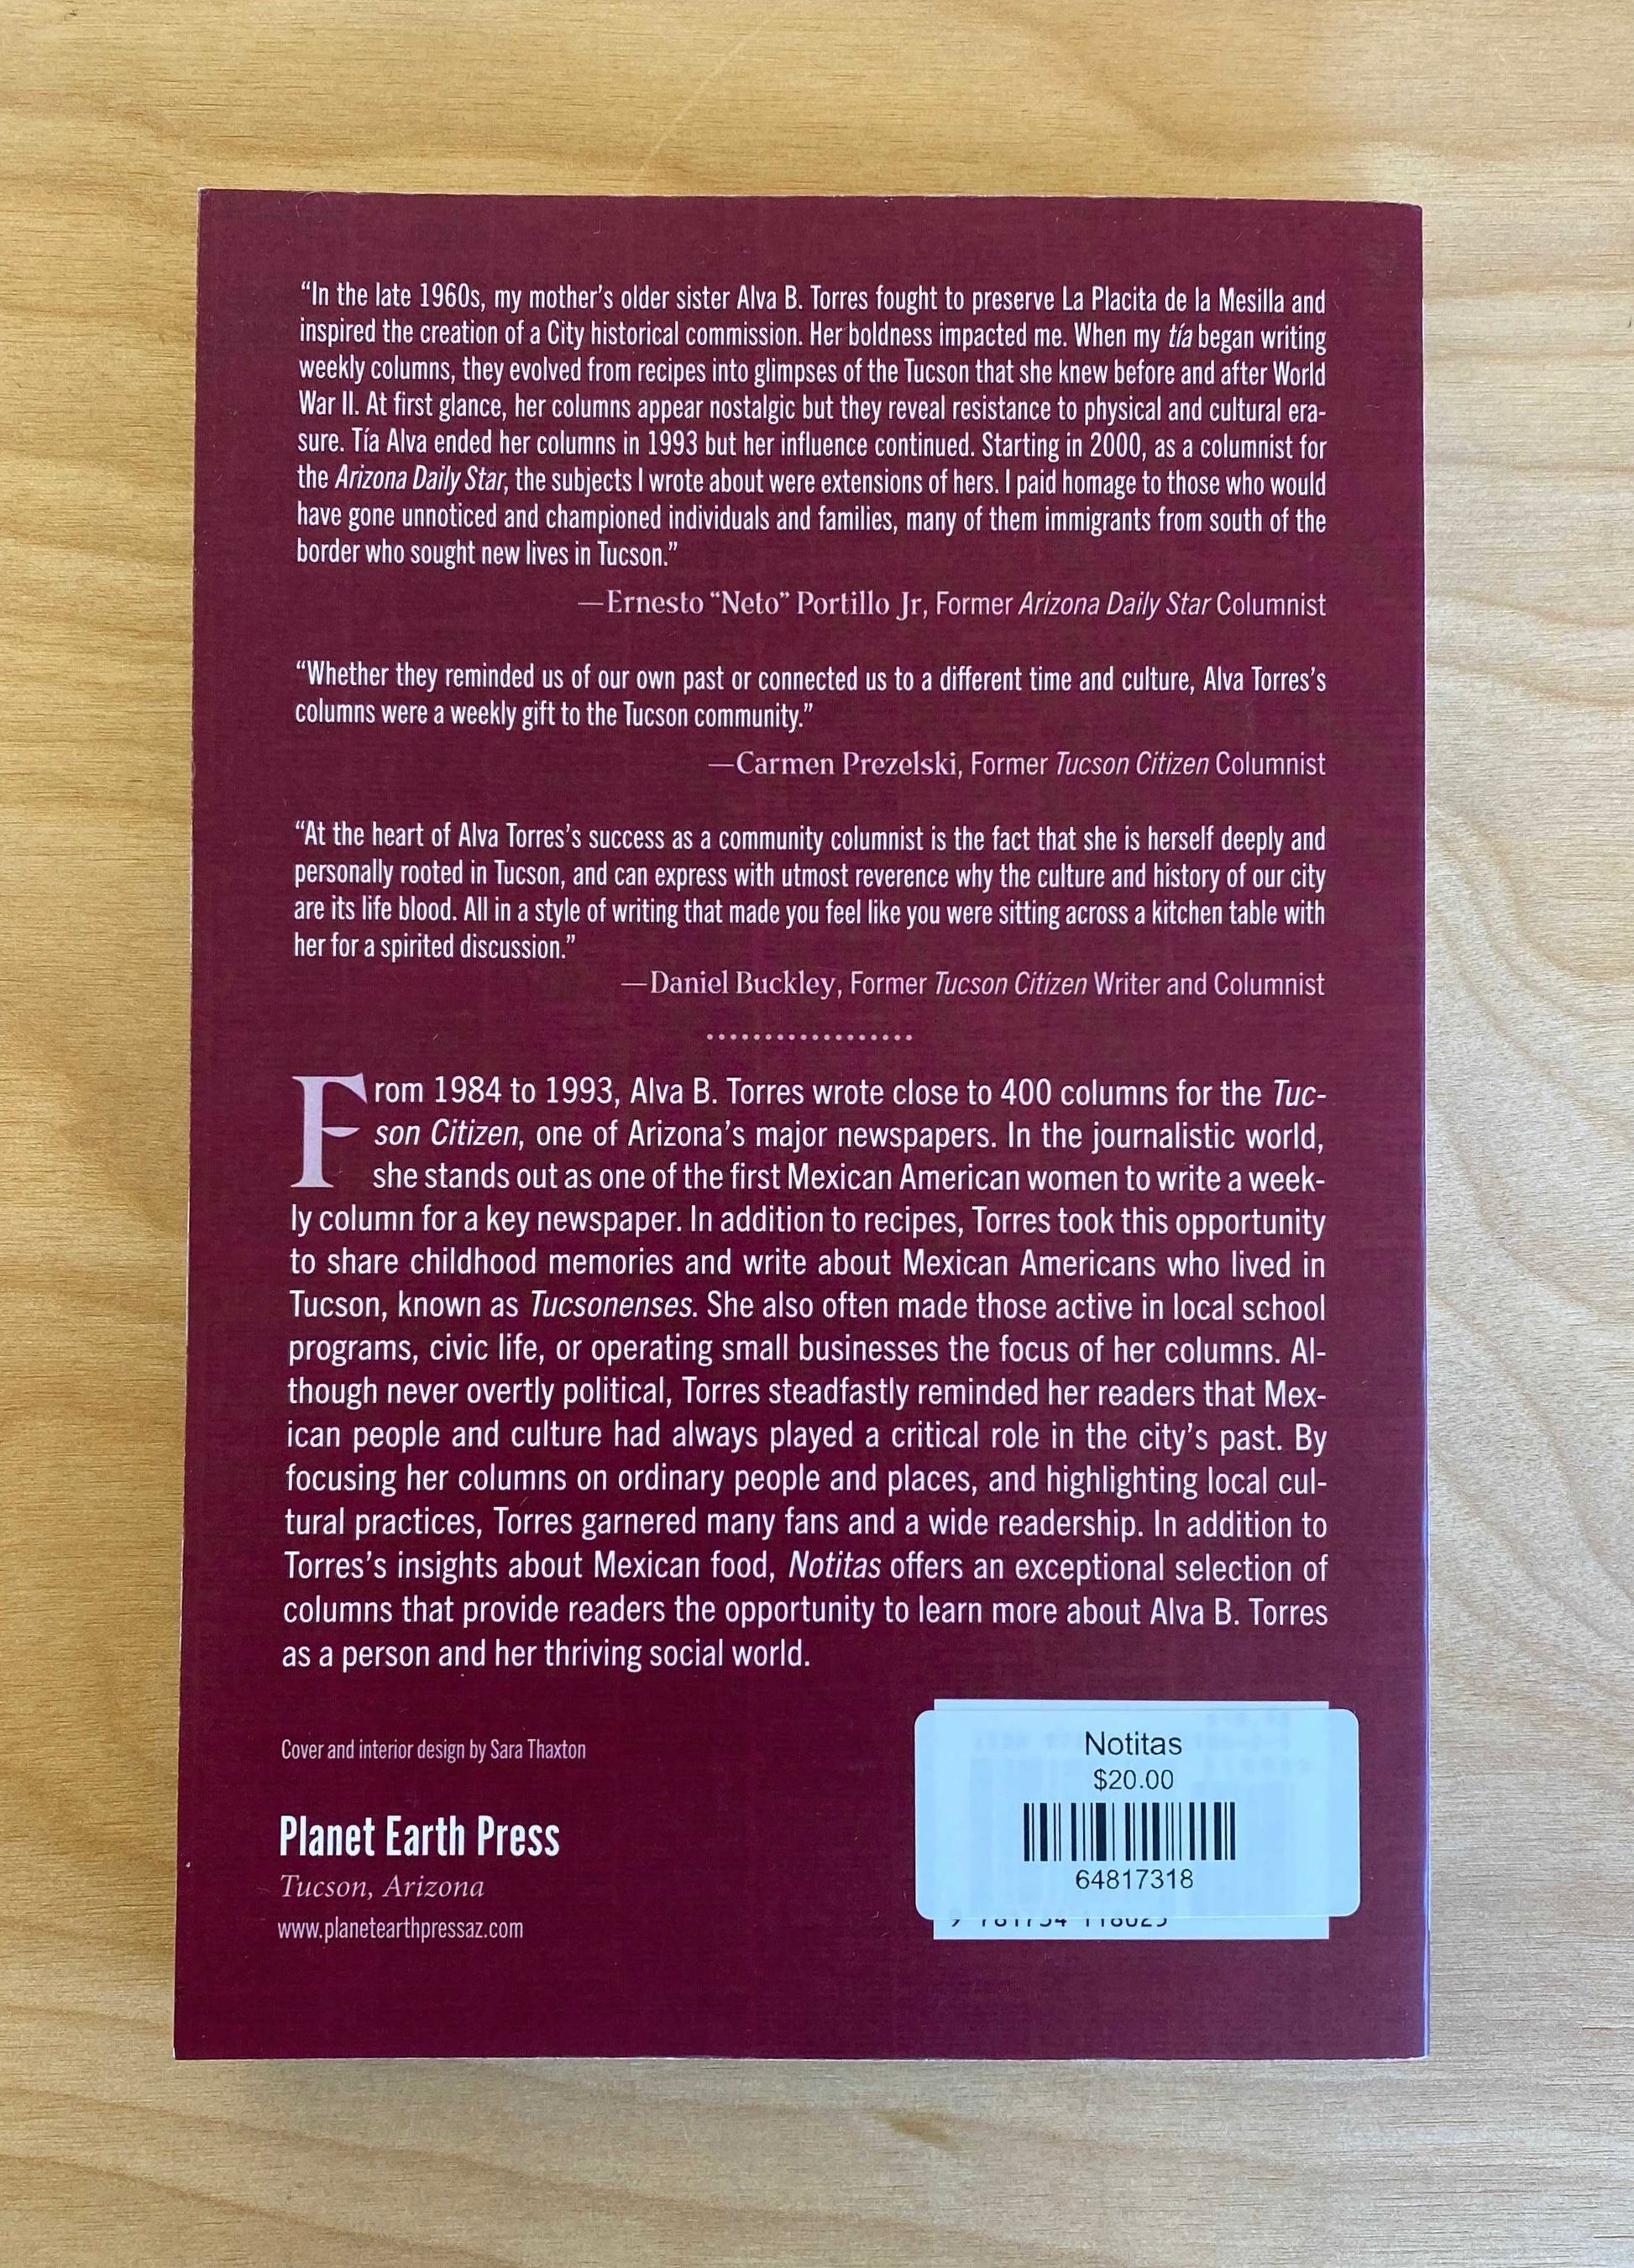 “In the late 1960s, my mother’s older sister Alva B. Torres fought to preserve La Placita de la Mesilla and
inspired the creation of a City historical commission. Her boldness impacted me. When my tía began writing
weekly columns, they evolved from recipes into glimpses of the Tucson that she knew before and after World
War II. At first glance, her columns appear nostalgic but they reveal resistance to physical and cultural era-
sure. Tía Alva ended her columns in 1993 but her influence continued. Starting in 2000, as a columnist for
the Arizona Daily Star, the subjects I wrote about were extensions of hers. I paid homage to those who would
have gone unnoticed and championed individuals and families, many of them immigrants from south of the
border who sought new lives in Tucson.”
—Ernesto “Neto” Portillo Jr, Former Arizona Daily Star Columnist
“Whether they reminded us of our own past or connected us to a different time and culture, Alva Torres’s
columns were a weekly gift to the Tucson community.”
—Carmen Prezelski, Former Tucson Citizen Columnist
“At the heart of Alva Torres’s success as a community columnist is the fact that she is herself deeply and
personally rooted in Tucson, and can express with utmost reverence why the culture and history of our city
are its life blood. All in a style of writing that made you feel like you were sitting across a kitchen table with
her for a spirited discussion.”
—Daniel Buckley, Former Tucson Citizen Writer and Columnist
From 1984 to 1993, Alva B. Torres wrote close to 400 columns for the Tuc-
son Citizen, one of Arizona’s major newspapers. In the journalistic world,
she stands out as one of the first Mexican American women to write a week-
ly column for a key newspaper. In addition to recipes, Torres took this opportunity
to share childhood memories and write about Mexican Americans who lived in
Tucson, known as Tucsonenses. She also often made those active in local school
programs, civic life, or operating small businesses the focus of her columns. Al-
though never overtly political, Torres steadfastly reminded her readers that Mex-
ican people and culture had always played a critical role in the city’s past. By
focusing her columns on ordinary people and places, and highlighting local cul-
tural practices, Torres garnered many fans and a wide readership. In addition to
Torres’s insights about Mexican food, Notitas offers an exceptional selection of
columns that provide readers the opportunity to learn more about Alva B. Torres
as a person and her thriving social world.
Cover and interior design by Sara Thaxton
Planet Earth Press
Tucson, Arizona
www.planetearthpressaz.com
Notitas
$20.00
64817318